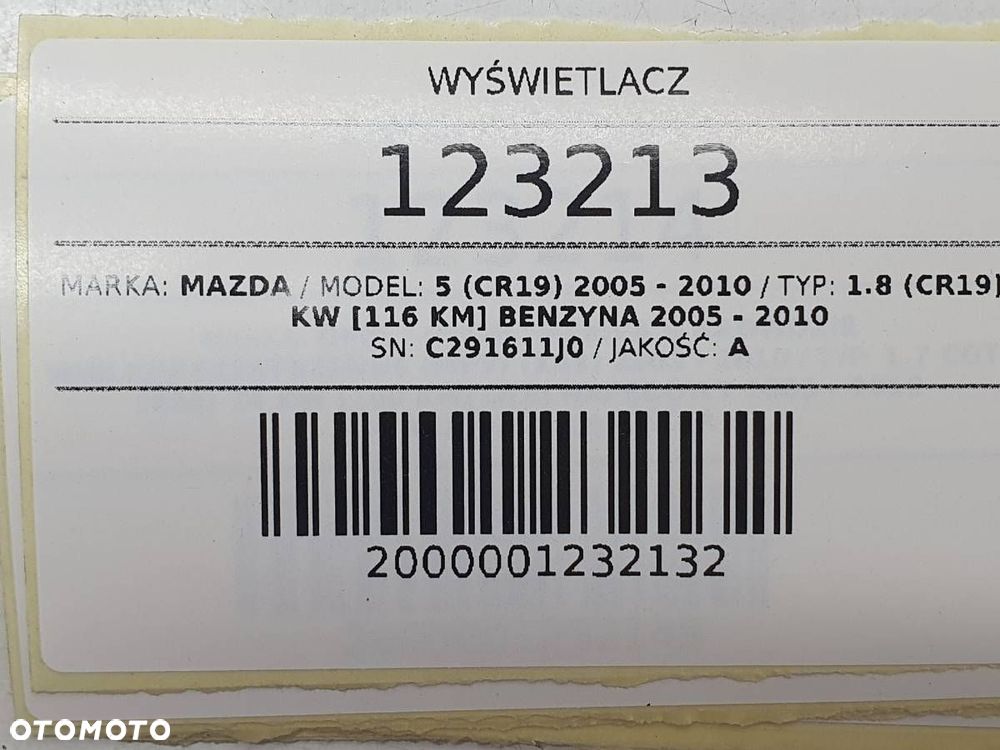 WYŚWIETLACZ
123213
MARKA: MAZDA / MODEL: 5 (CR19) 2005 - 2010 / TYP: 1.8 (CR19)
KW [116 KM] BENZYNA 2005 - 2010
SN: C291611J0 / JAKOŚĆ: A
2000001232132
OTOMOTO